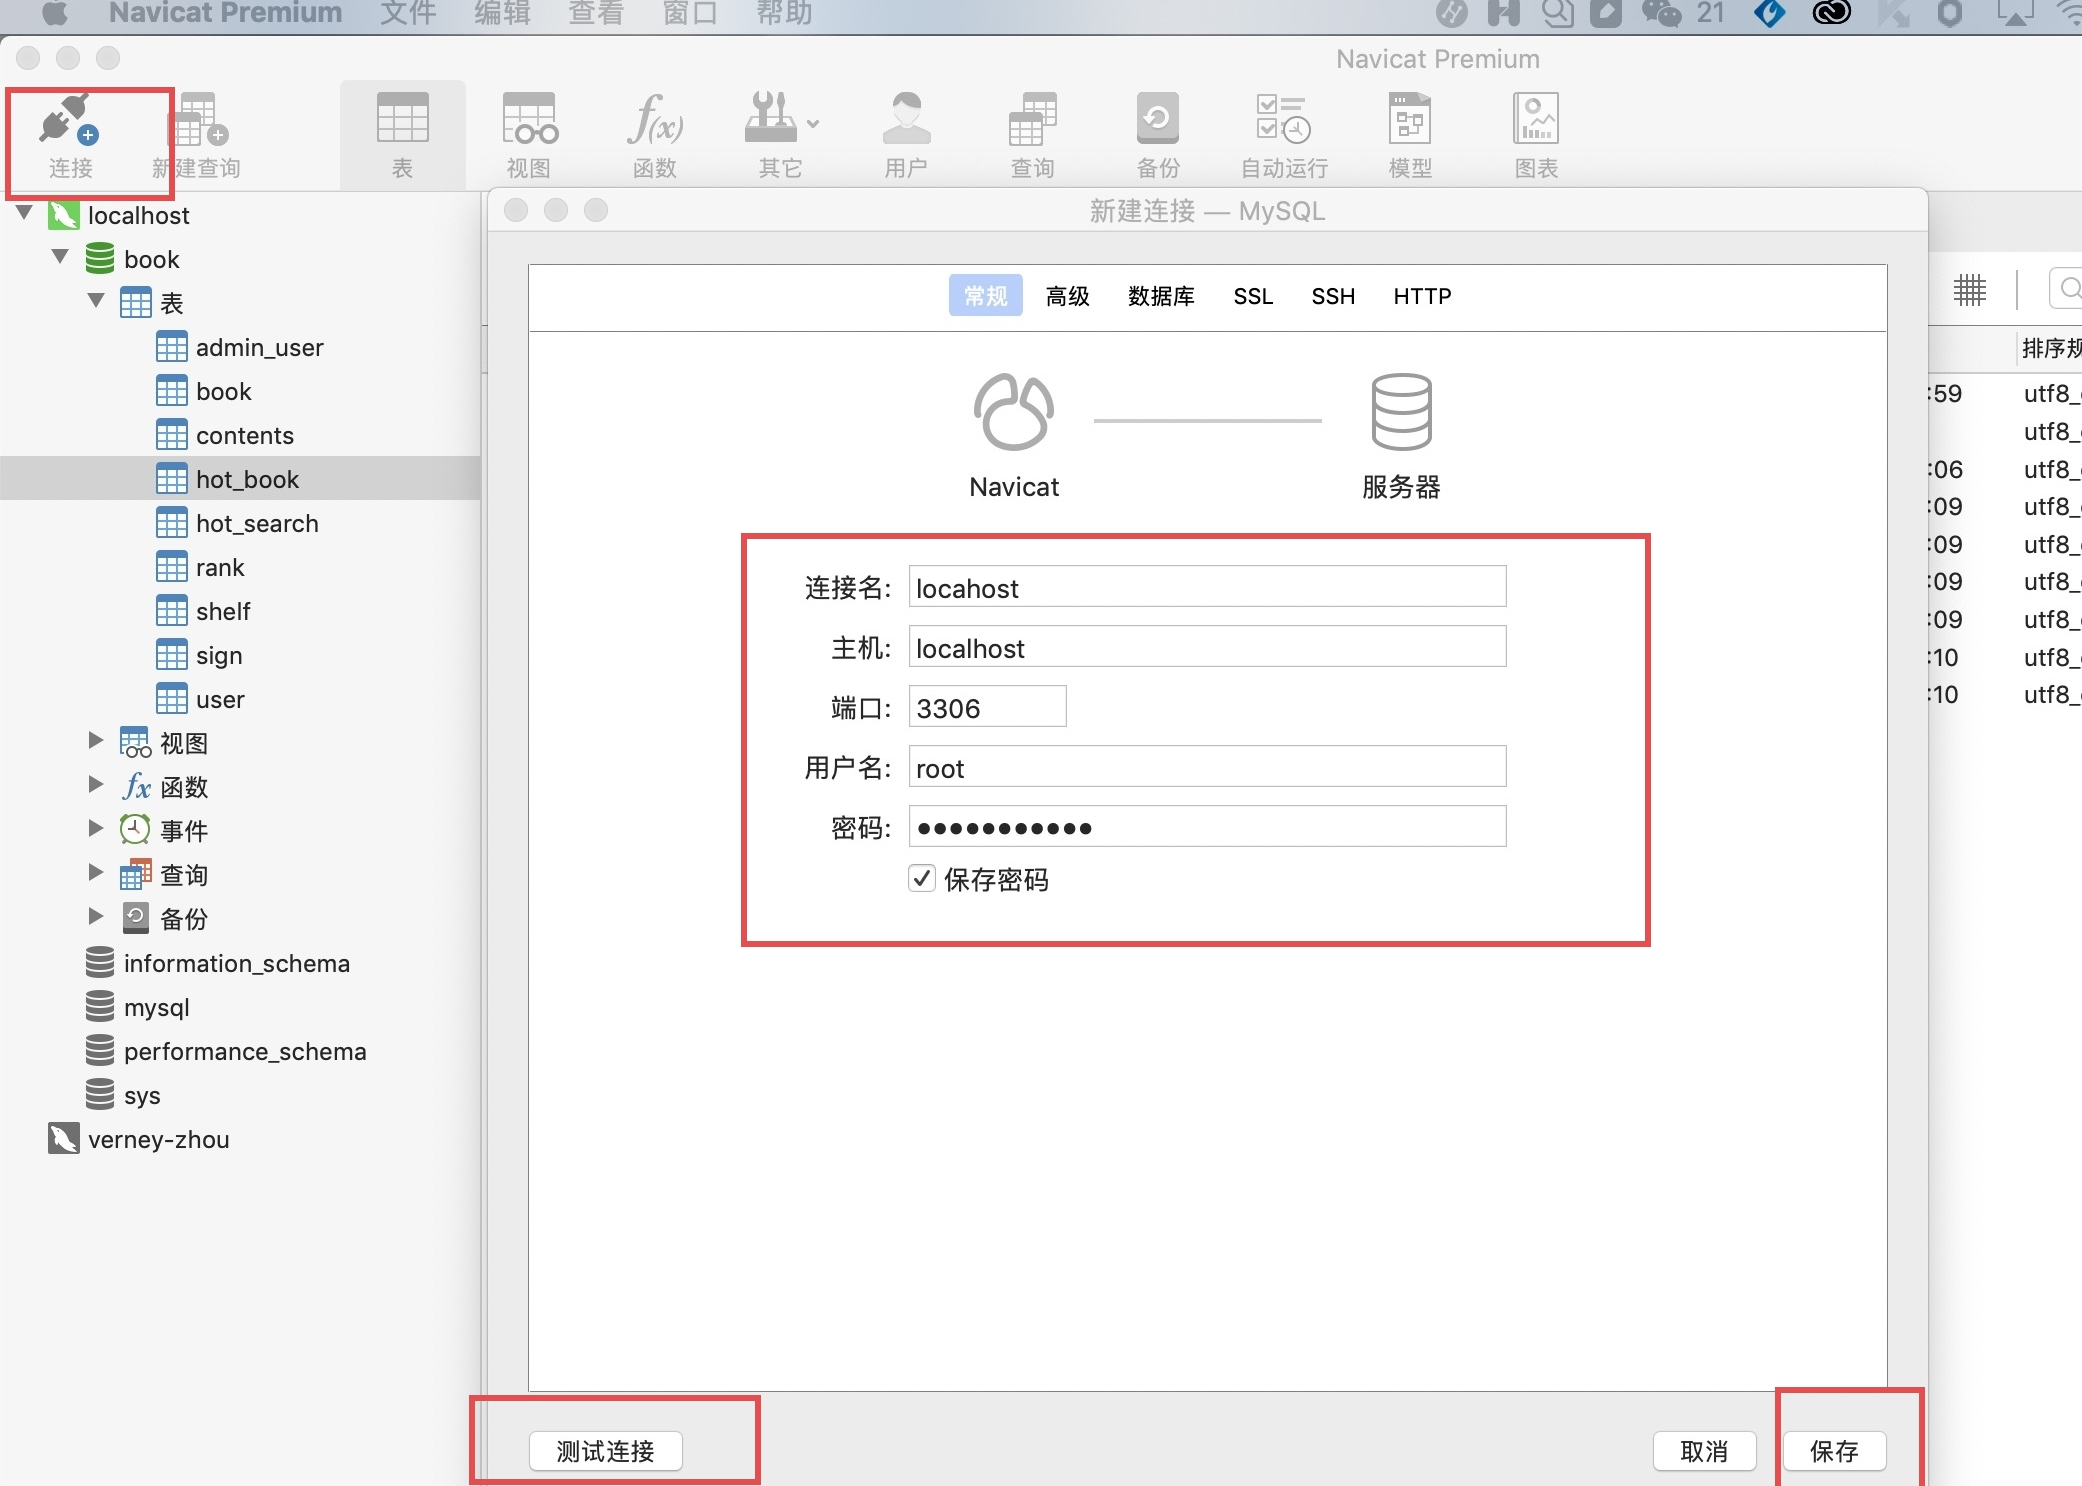 Navicat Premium 文件 编辑 查看 窗口 帮助 21
Navicat Premium
连接 新建查询 表 视图 函数 其它 用户 查询 备份 自动运行 模型 图表
localhost
book
表
admin_user
book
contents
hot_book
hot_search
rank
shelf
sign
user
视图
函数
事件
查询
备份
information_schema
mysql
performance_schema
sys
verney-zhou
新建连接 — MySQL
常规 高级 数据库 SSL SSH HTTP
Navicat 服务器
连接名: locahost
主机: localhost
端口: 3306
用户名: root
密码: ●●●●●●●●●●●
保存密码
测试连接 取消 保存
排序规
:59 utf8_
utf8_
:06 utf8_
:09 utf8_
:09 utf8_
:09 utf8_
:09 utf8_
:10 utf8_
:10 utf8_